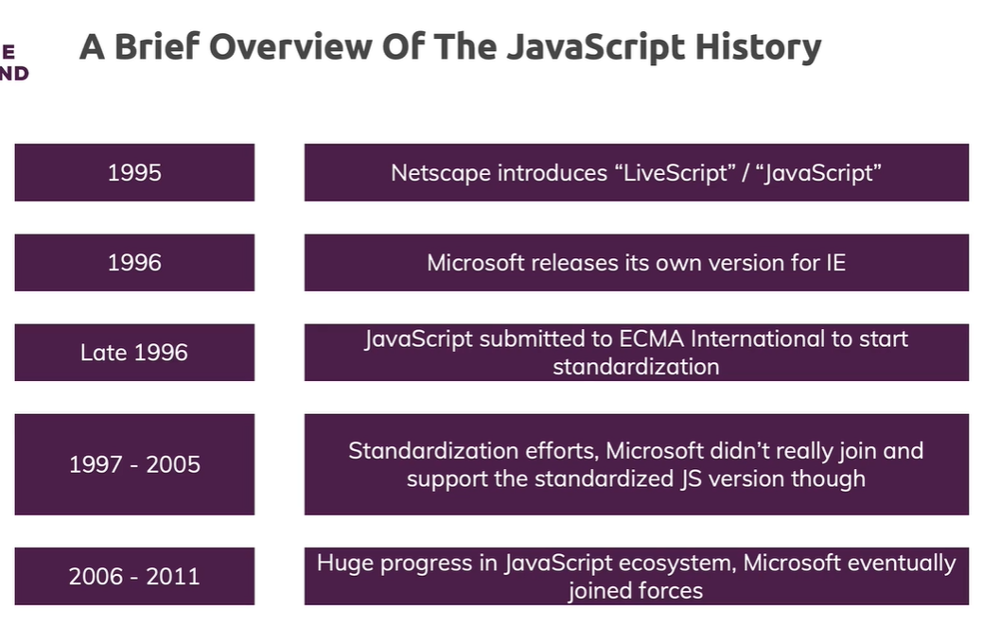 E
ND
A Brief Overview Of The JavaScript History
1995
Netscape introduces “LiveScript” / “JavaScript”
1996
Microsoft releases its own version for IE
Late 1996
JavaScript submitted to ECMA International to start
standardization
1997 - 2005
Standardization efforts, Microsoft didn’t really join and
support the standardized JS version though
2006 - 2011
Huge progress in JavaScript ecosystem, Microsoft eventually
joined forces